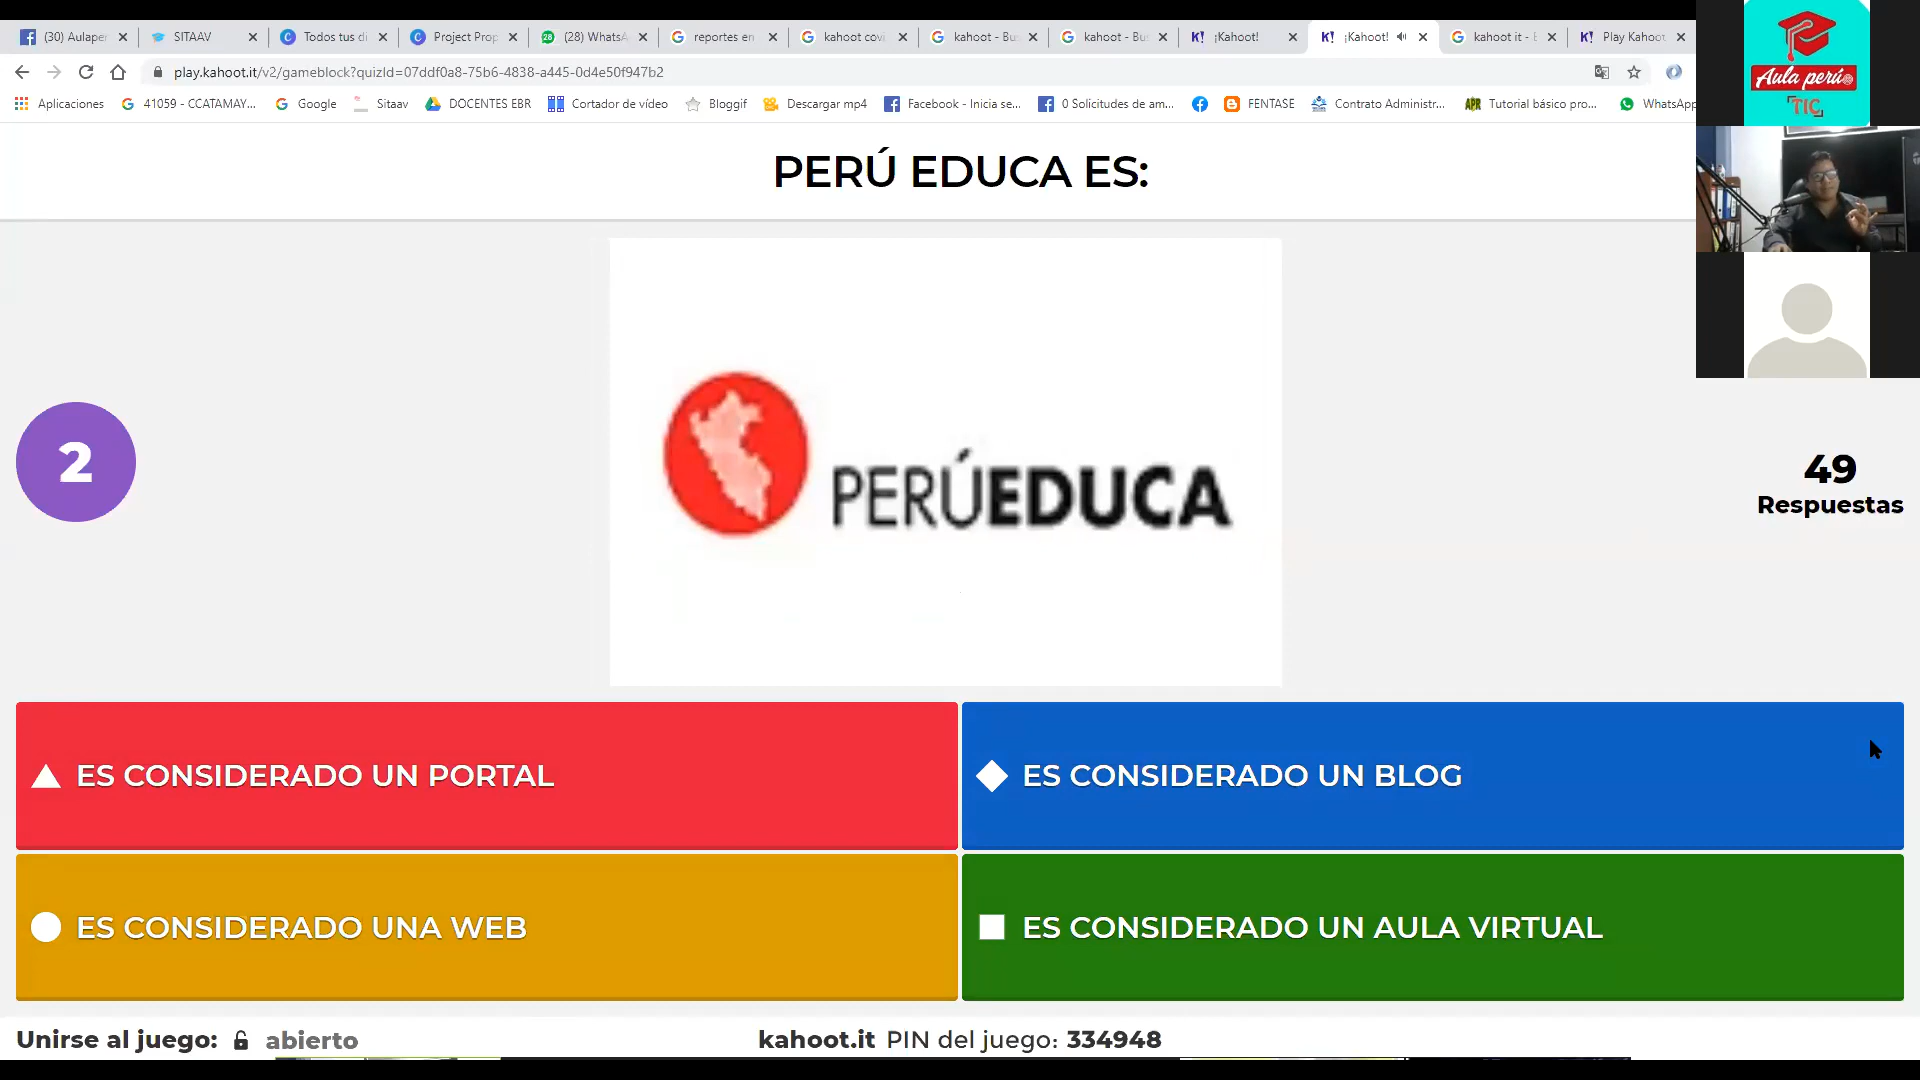 (30) Aulaper
SITAAV
Todos tus di
Project Prop
(28) WhatsA
reportes en
kahoot covi
kahoot - Bus
kahoot - Bus
¡Kahoot!
¡Kahoot!
kahoot it - B
Play Kahoot
play.kahoot.it/v2/gameblock?quizId=07ddf0a8-75b6-4838-a445-0d4e50f947b2
Aplicaciones
41059 - CCATAMAY...
Google
Sitaav
DOCENTES EBR
Cortador de vídeo
Bloggif
Descargar mp4
Facebook - Inicia se...
0 Solicitudes de am...
FENTASE
Contrato Administr...
Tutorial básico pro...
WhatsApp
Aula perú
TIC
PERÚ EDUCA ES:
2
PERÚEDUCA
49
Respuestas
ES CONSIDERADO UN PORTAL
ES CONSIDERADO UN BLOG
ES CONSIDERADO UNA WEB
ES CONSIDERADO UN AULA VIRTUAL
Unirse al juego: abierto
kahoot.it PIN del juego: 334948